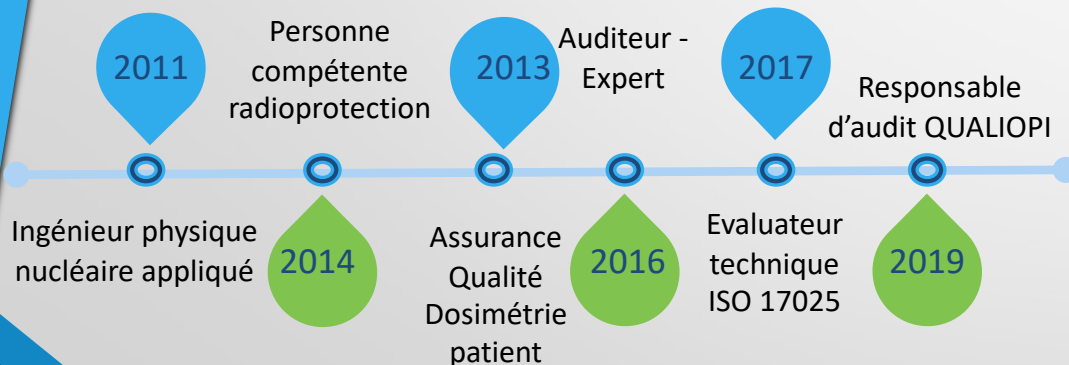 2011
Ingénieur physique
nucléaire appliqué
Personne
compétente
radioprotection
2014
2013
Assurance
Qualité
Dosimétrie
patient
Auditeur -
Expert
2016
2017
Evaluateur
technique
ISO 17025
Responsable
d’audit QUALIOPI
2019